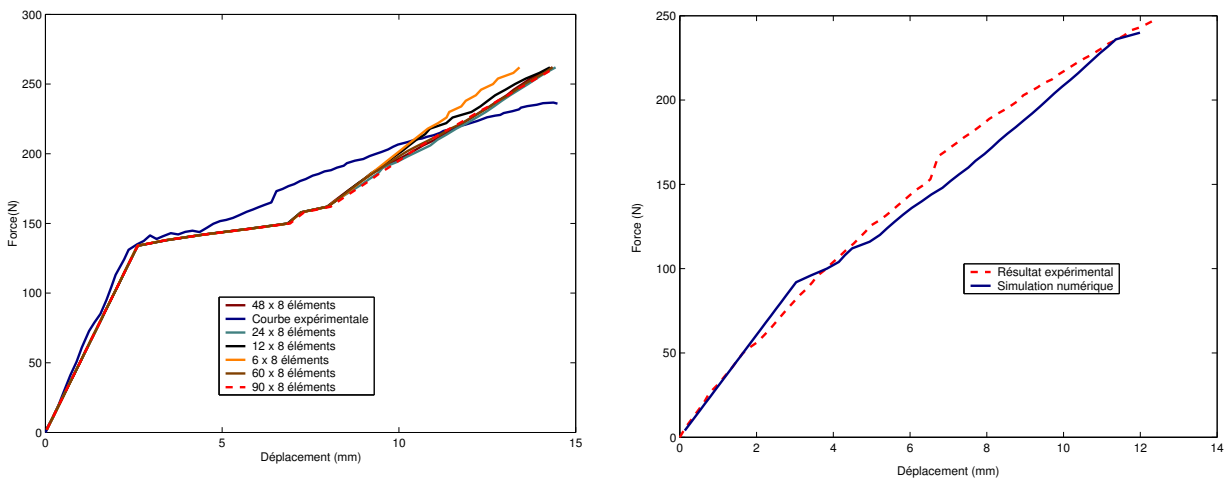 300
250
200
150
100
50
0
0
5
10
15
Force(N)
Déplacement (mm)
48 x 8 éléments
Courbe expérimentale
24 x 8 éléments
12 x 8 éléments
6 x 8 éléments
60 x 8 éléments
90 x 8 éléments
250
200
150
100
50
0
0
2
4
6
8
10
12
14
Force (N)
Déplacement (mm)
Résultat expérimental
Simulation numérique